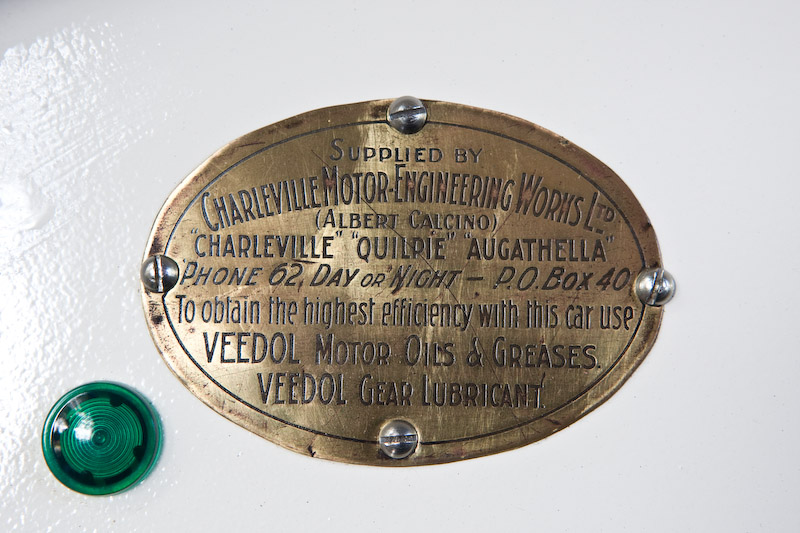 SUPPLIED BY
CHARLEVILLE MOTOR-ENGINEERING WORKS LTD
(ALBERT CALCINO)
"CHARLEVILLE" "QUILPIE" "AUGATHELLA"
PHONE 62, DAY OR NIGHT - P.O. BOX 40.
To obtain the highest efficiency with this car use
VEEDOL MOTOR OILS & GREASES.
VEEDOL GEAR LUBRICANT.